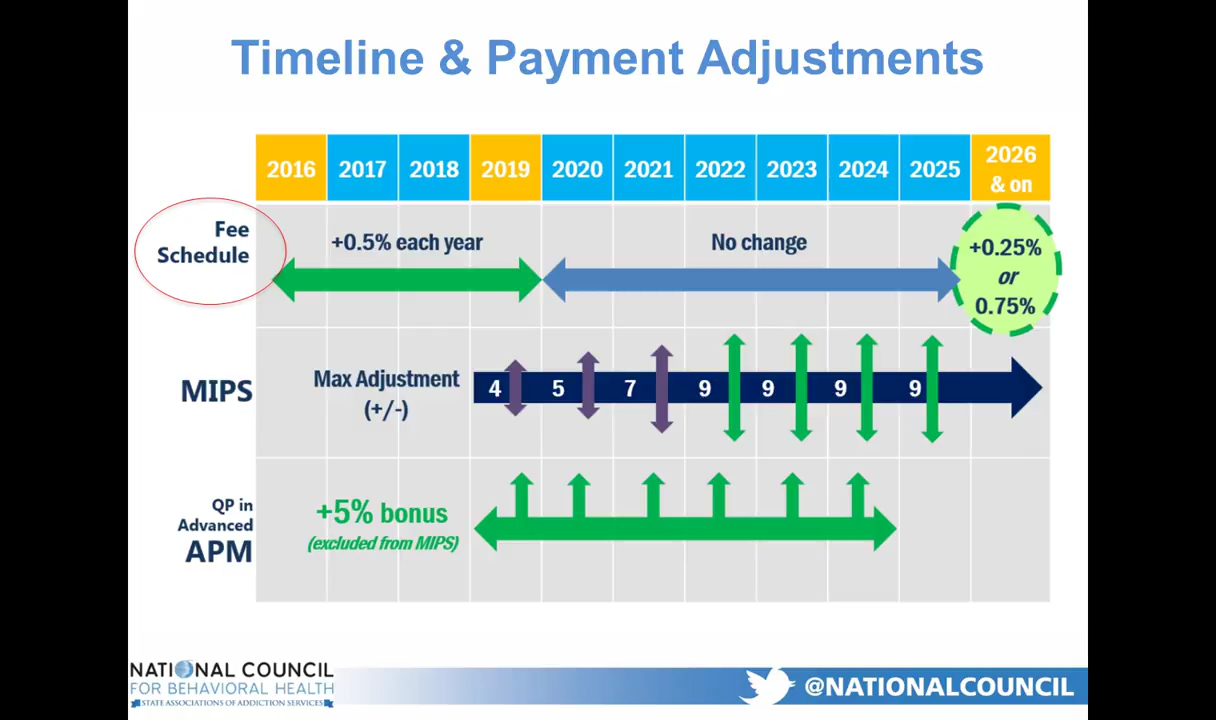 Timeline & Payment Adjustments
2016 2017 2018 2019 2020 2021 2022 2023 2024 2025 2026
& on
Fee
Schedule
+0.5% each year
No change
+0.25%
or
0.75%
MIPS
Max Adjustment
(+/-)
4 5 7 9 9 9 9
QP in
Advanced
APM
+5% bonus
(excluded from MIPS)
NATIONAL COUNCIL
FOR BEHAVIORAL HEALTH
STATE ASSOCIATIONS OF ADDICTION SERVICES
@NATIONALCOUNCIL